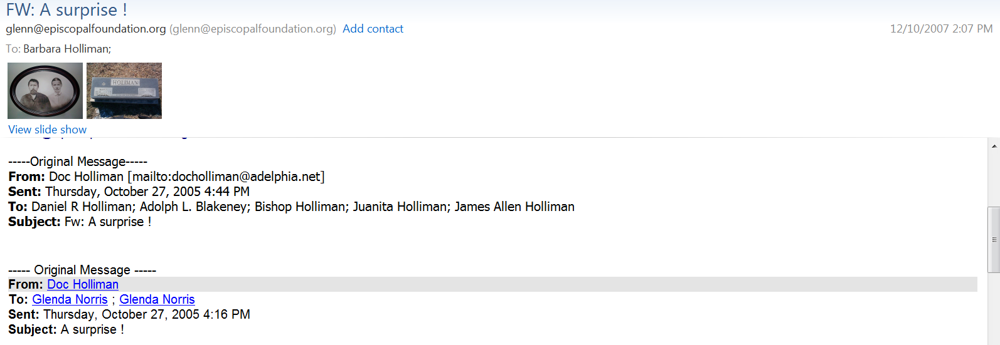 FW: A surprise !
glenn@episcopalfoundation.org (glenn@episcopalfoundation.org) Add contact 12/10/2007 2:07 PM
To: Barbara Holliman;
HOLIMAN
View slide show
-----Original Message-----
From: Doc Holliman [mailto:docholliman@adelphia.net]
Sent: Thursday, October 27, 2005 4:44 PM
To: Daniel R Holliman; Adolph L. Blakeney; Bishop Holliman; Juanita Holliman; James Allen Holliman
Subject: Fw: A surprise !
----- Original Message -----
From: Doc Holliman
To: Glenda Norris ; Glenda Norris
Sent: Thursday, October 27, 2005 4:16 PM
Subject: A surprise !